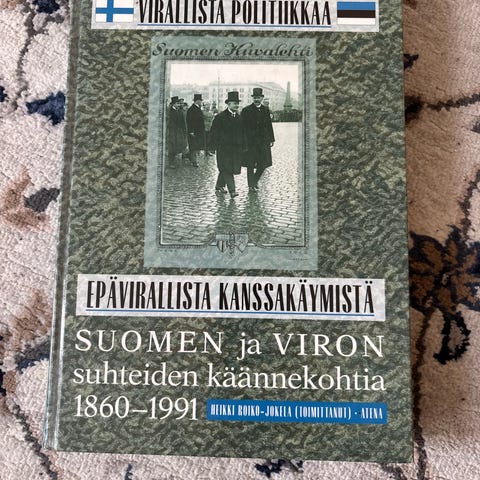 VIRALLISTA POLITIIKKAA
Suomen Kuvalehti
EPÄVIRALLISTA KANSSAKÄYMISTÄ
SUOMEN ja VIRON
suhteiden käännekohtia
1860–1991 HEIKKI ROIKO-JOKELA (TOIMITTANUT) · ATENA